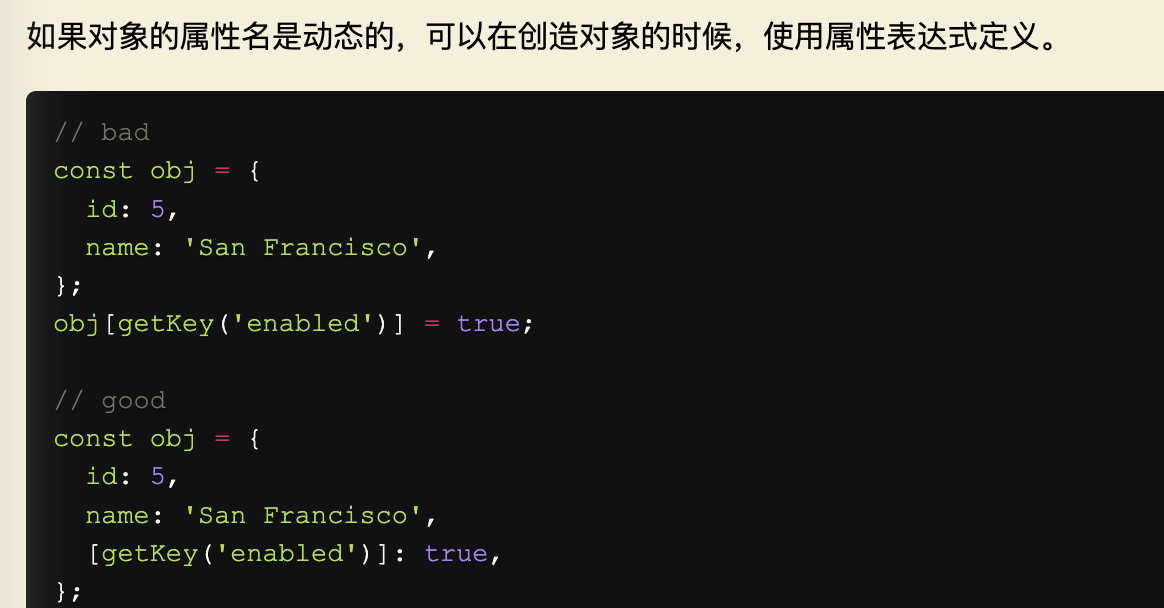 如果对象的属性名是动态的，可以在创造对象的时候，使用属性表达式定义。
// bad
const obj = {
  id: 5,
  name: 'San Francisco',
};
obj[getKey('enabled')] = true;

// good
const obj = {
  id: 5,
  name: 'San Francisco',
  [getKey('enabled')]: true,
};